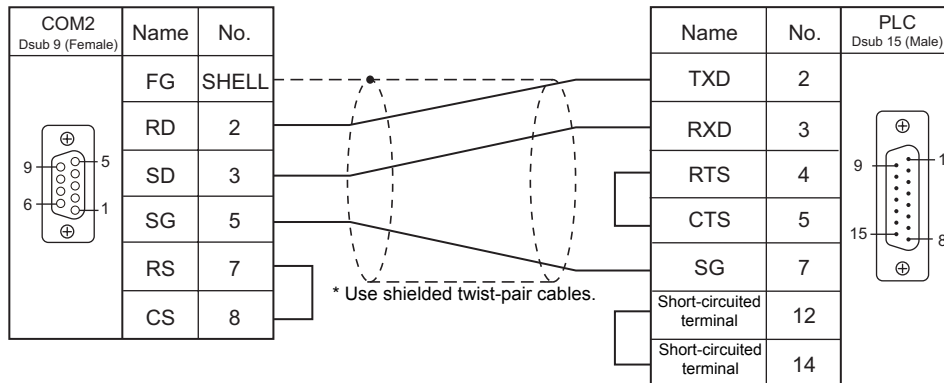 COM2
Dsub 9 (Female)
Name
No.
FG
SHELL
RD
2
SD
3
SG
5
RS
7
CS
8
9
5
6
1
* Use shielded twist-pair cables.
Name
No.
PLC
Dsub 15 (Male)
TXD
2
RXD
3
RTS
4
CTS
5
SG
7
Short-circuited
terminal
12
Short-circuited
terminal
14
9
1
15
8